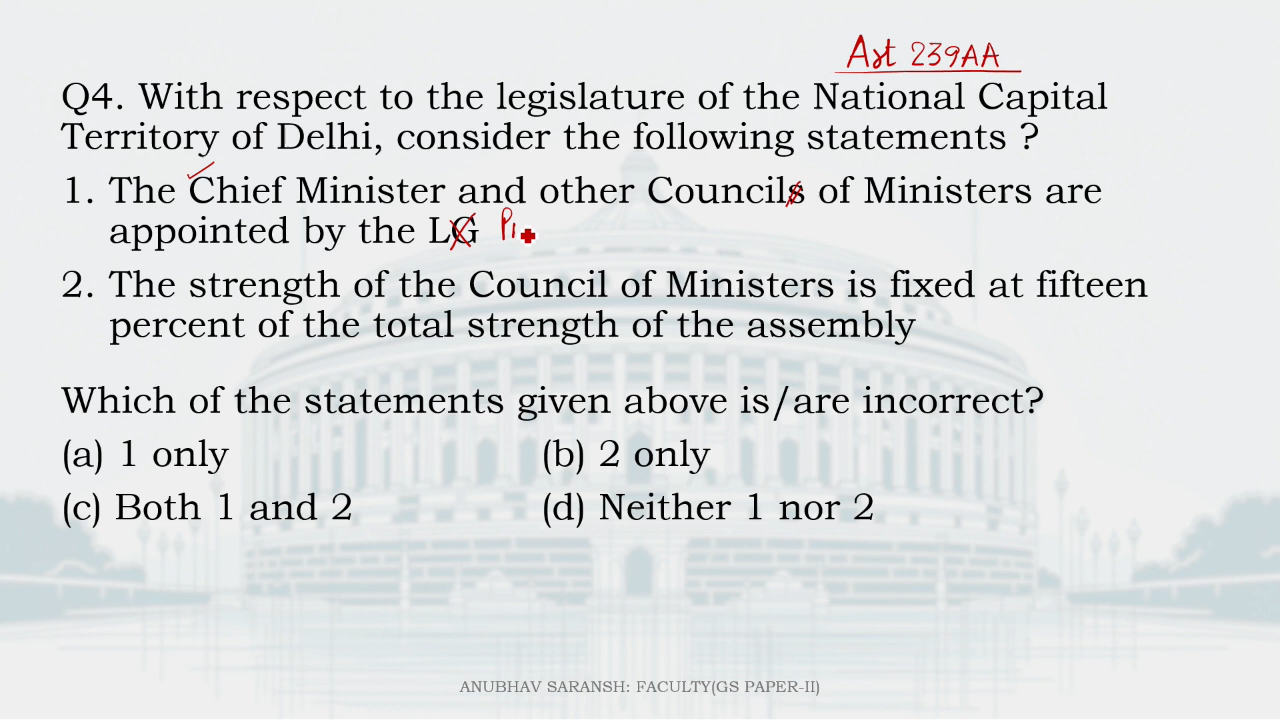 Art 239AA
Q4. With respect to the legislature of the National Capital
Territory of Delhi, consider the following statements ?
1. The Chief Minister and other Councils of Ministers are
appointed by the LG
2. The strength of the Council of Ministers is fixed at fifteen
percent of the total strength of the assembly
Which of the statements given above is/are incorrect?
(a) 1 only (b) 2 only
(c) Both 1 and 2 (d) Neither 1 nor 2
ANUBHAV SARANSH: FACULTY(GS PAPER-II)